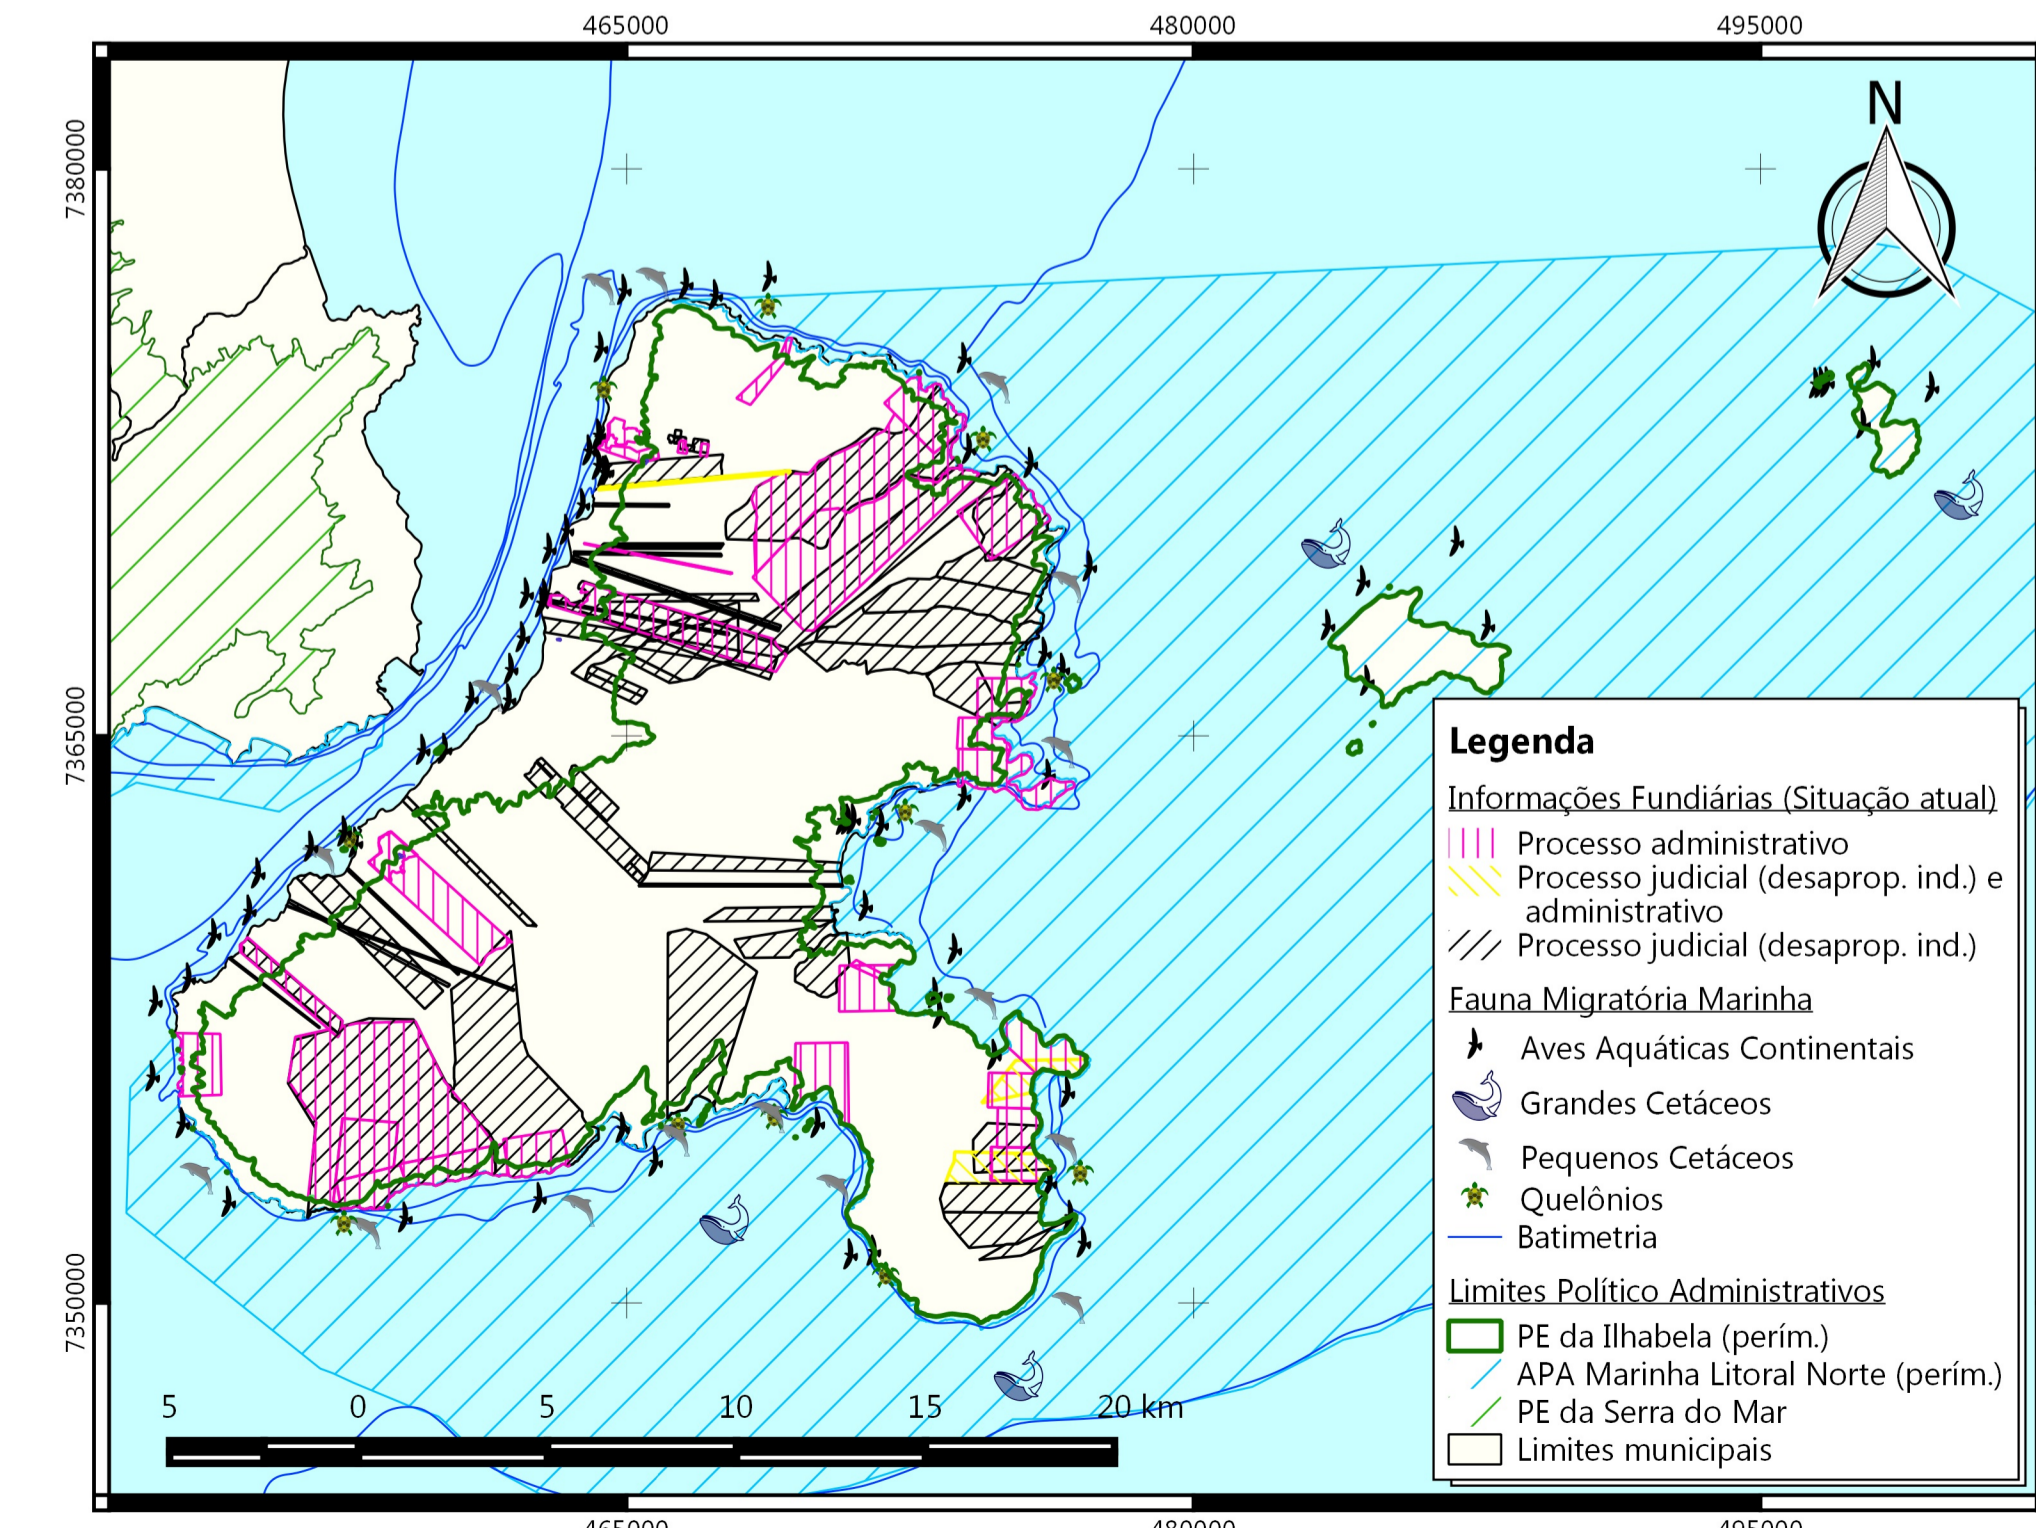 465000
480000
495000
N
7380000
7365000
7350000
Legenda
Informações Fundiárias (Situação atual)
Processo administrativo
Processo judicial (desaprop. ind.) e
administrativo
Processo judicial (desaprop. ind.)
Fauna Migratória Marinha
Aves Aquáticas Continentais
Grandes Cetáceos
Pequenos Cetáceos
Quelônios
Batimetria
Limites Político Administrativos
PE da Ilhabela (perím.)
APA Marinha Litoral Norte (perím.)
PE da Serra do Mar
Limites municipais
5 0 5 10 15 20 km
465000
480000
495000